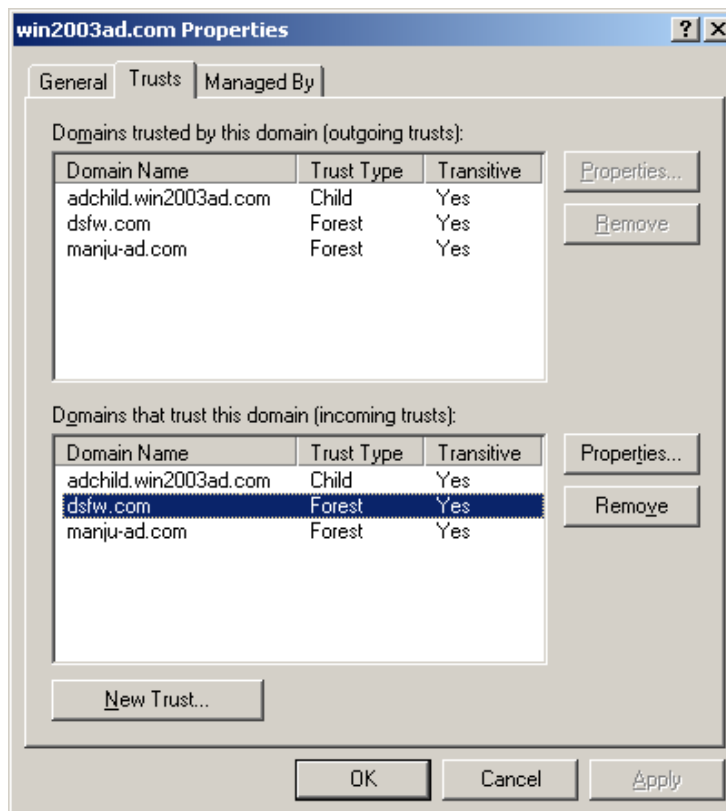 win2003ad.com Properties
General Trusts Managed By
Domains trusted by this domain (outgoing trusts):
Domain Name Trust Type Transitive
adchild.win2003ad.com Child Yes
dsfw.com Forest Yes
manju-ad.com Forest Yes
Properties...
Remove
Domains that trust this domain (incoming trusts):
Domain Name Trust Type Transitive
adchild.win2003ad.com Child Yes
dsfw.com Forest Yes
manju-ad.com Forest Yes
Properties...
Remove
New Trust...
OK Cancel Apply